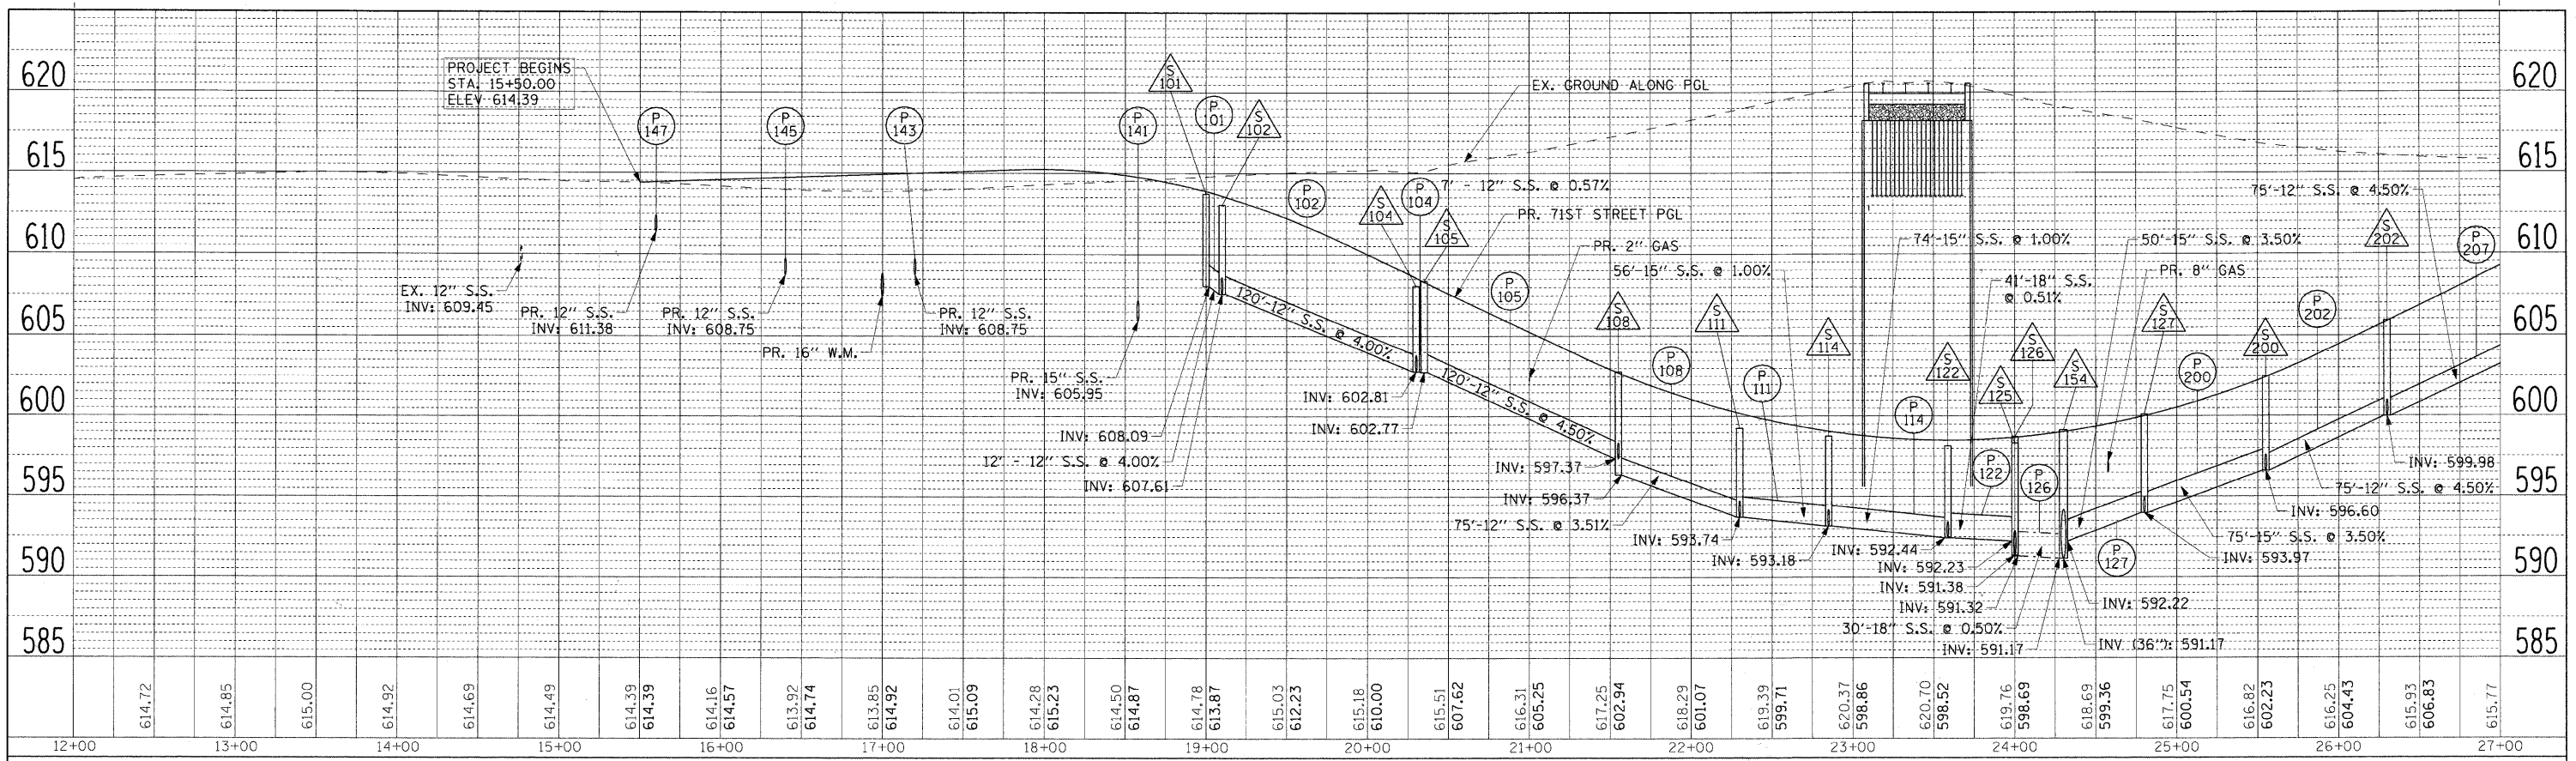 620
615
610
605
600
595
590
585
PROJECT BEGINS
STA. 15+50.00
ELEV 614.39
P
147
P
145
P
143
P
141
S
101
P
101
S
102
P
102
S
104
P
104
7' - 12" S.S. @ 0.57%
S
105
EX. GROUND ALONG PGL
PR. 71ST STREET PGL
PR. 2" GAS
56'-15" S.S. @ 1.00%
P
105
S
108
P
108
S
111
P
111
S
114
74'-15" S.S. @ 1.00%
P
114
S
122
41'-18" S.S.
@ 0.51%
P
122
S
125
S
126
P
126
S
154
50'-15" S.S. @ 3.50%
PR. 8" GAS
S
127
P
127
P
200
S
200
P
202
S
202
75'-12" S.S. @ 4.50%
P
207
EX. 12" S.S.
INV: 609.45
PR. 12" S.S.
INV: 611.38
PR. 12" S.S.
INV: 608.75
PR. 16" W.M.
PR. 12" S.S.
INV: 608.75
PR. 15" S.S.
INV: 605.95
INV: 608.09
12' - 12" S.S. @ 4.00%
INV: 607.61
120'-12" S.S. @ 4.00%
INV: 602.81
INV: 602.77
120'-12" S.S. @ 4.50%
INV: 597.37
INV: 596.37
75'-12" S.S. @ 3.51%
INV: 593.74
INV: 593.18
INV: 592.44
INV: 592.23
INV: 591.38
INV: 591.32
30'-18" S.S. @ 0.50%
INV: 591.17
INV (36"): 591.17
INV: 592.22
INV: 593.97
75'-15" S.S. @ 3.50%
INV: 596.60
75'-12" S.S. @ 4.50%
INV: 599.98
620
615
610
605
600
595
590
585
614.72
614.85
615.00
614.92
614.69
614.49
614.39
614.39
614.16
614.57
613.92
614.74
613.85
614.92
614.01
615.09
614.28
615.23
614.50
614.87
614.78
613.87
615.03
612.23
615.18
610.00
615.51
607.62
616.31
605.25
617.25
602.94
618.29
601.07
619.39
599.71
620.37
598.86
620.70
598.52
619.76
598.69
618.69
599.36
617.75
600.54
616.82
602.23
616.25
604.43
615.93
606.83
615.77
12+00 13+00 14+00 15+00 16+00 17+00 18+00 19+00 20+00 21+00 22+00 23+00 24+00 25+00 26+00 27+00